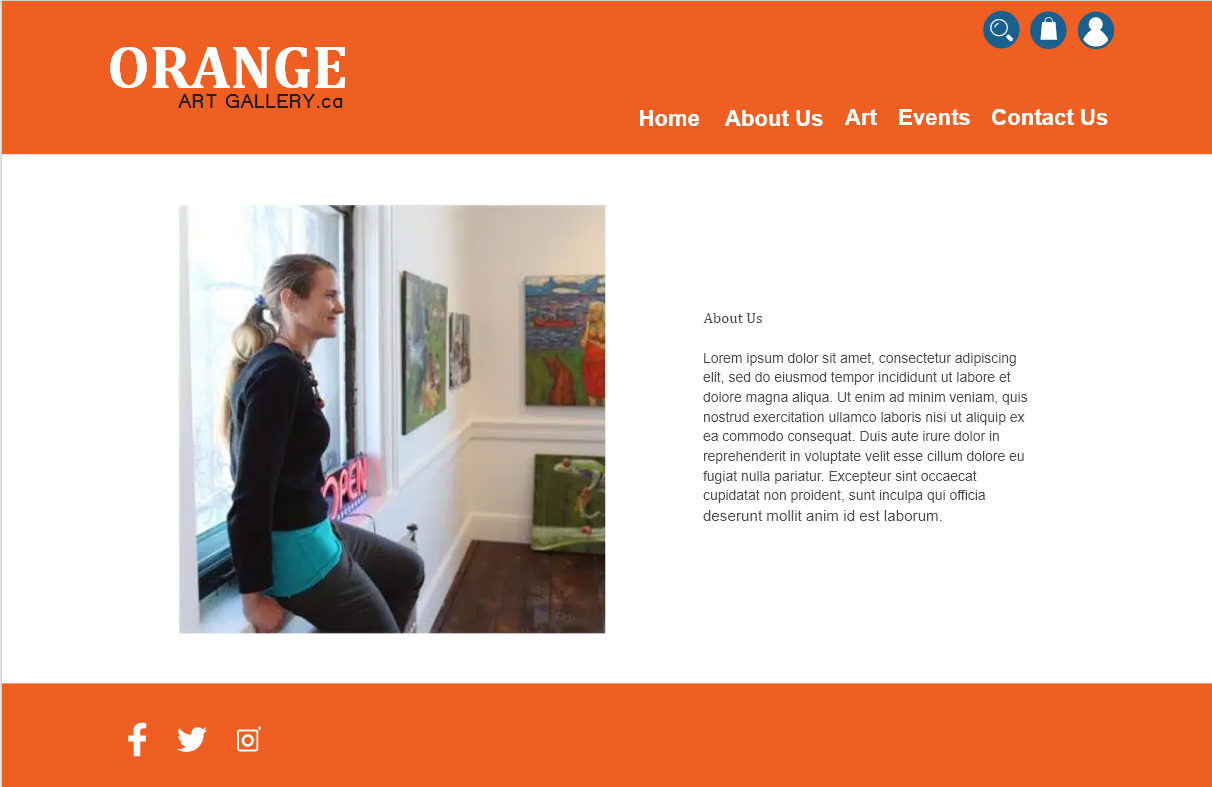 ORANGE
ART GALLERY.ca
Home About Us Art Events Contact Us
OPEN
About Us
Lorem ipsum dolor sit amet, consectetur adipiscing
elit, sed do eiusmod tempor incididunt ut labore et
dolore magna aliqua. Ut enim ad minim veniam, quis
nostrud exercitation ullamco laboris nisi ut aliquip ex
ea commodo consequat. Duis aute irure dolor in
reprehenderit in voluptate velit esse cillum dolore eu
fugiat nulla pariatur. Excepteur sint occaecat
cupidatat non proident, sunt inculpa qui officia
deserunt mollit anim id est laborum.